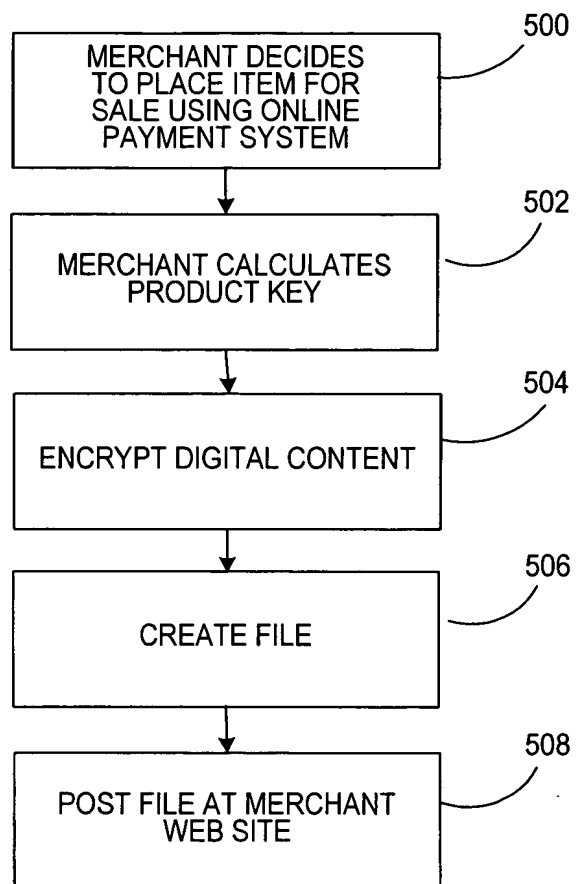 500
MERCHANT DECIDES
TO PLACE ITEM FOR
SALE USING ONLINE
PAYMENT SYSTEM
502
MERCHANT CALCULATES
PRODUCT KEY
504
ENCRYPT DIGITAL CONTENT
506
CREATE FILE
508
POST FILE AT MERCHANT
WEB SITE